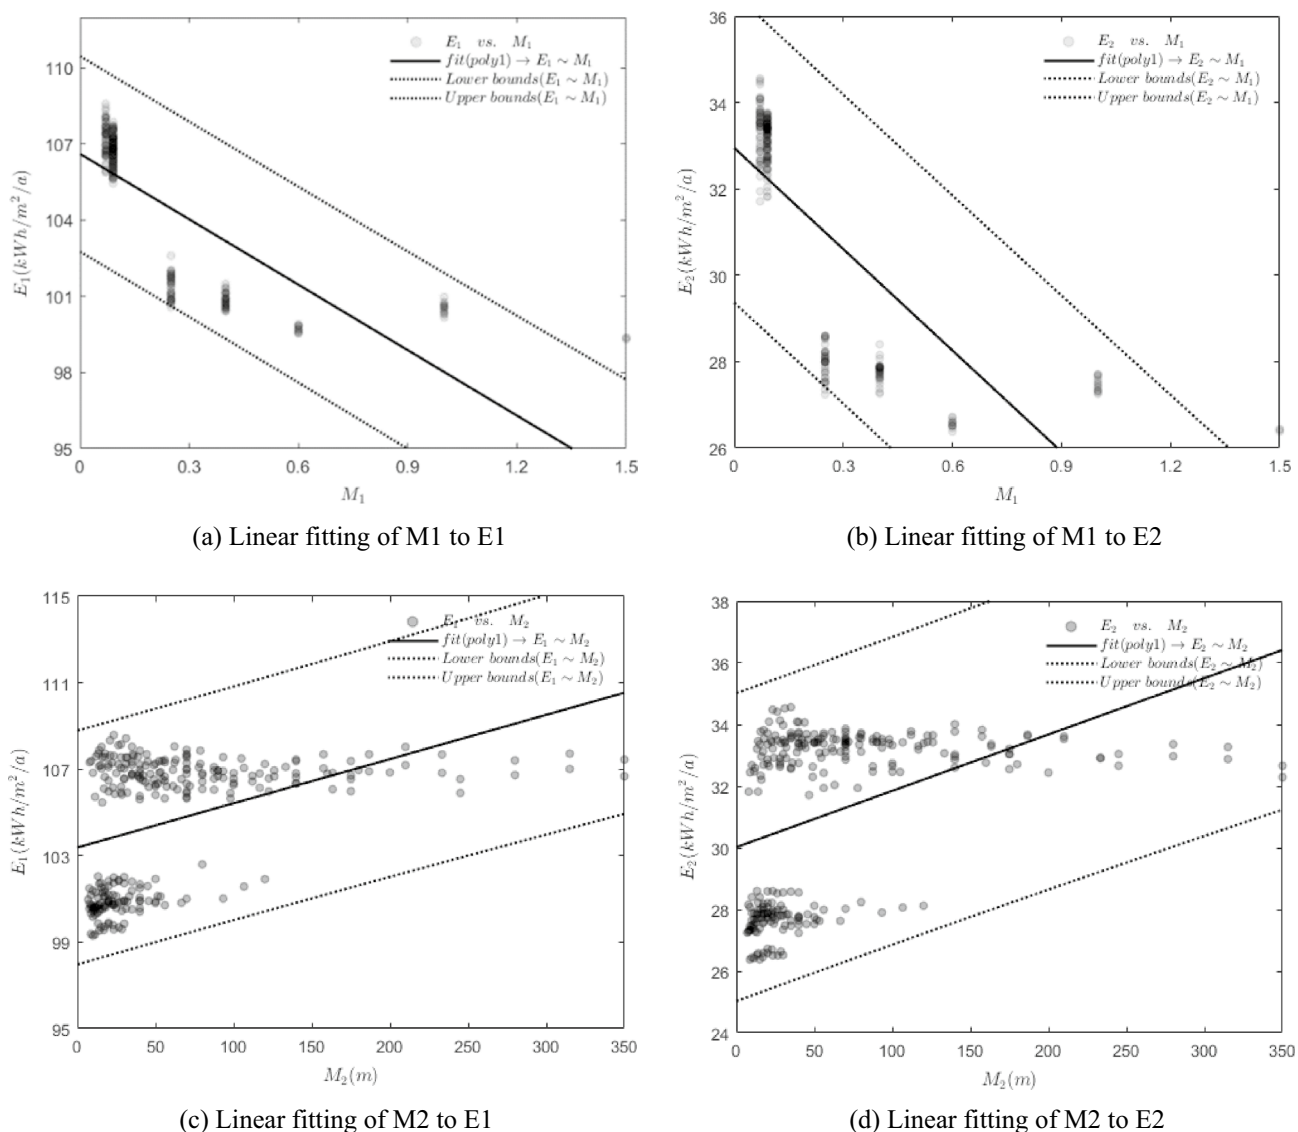 E₁ vs. M₁
fit(poly1) → E₁ ∼ M₁
Lower bounds(E₁ ∼ M₁)
Upper bounds(E₁ ∼ M₁)
110
107
104
101
98
95
E₁(kWh/m²/a)
0 0.3 0.6 0.9 1.2 1.5
M₁
(a) Linear fitting of M1 to E1
E₂ vs. M₁
fit(poly1) → E₂ ∼ M₁
Lower bounds(E₂ ∼ M₁)
Upper bounds(E₂ ∼ M₁)
36
34
32
30
28
26
E₂(kWh/m²/a)
0 0.3 0.6 0.9 1.2 1.5
M₁
(b) Linear fitting of M1 to E2
E₁ vs. M₂
fit(poly1) → E₁ ∼ M₂
Lower bounds(E₁ ∼ M₂)
Upper bounds(E₁ ∼ M₂)
115
111
107
103
99
95
E₁(kWh/m²/a)
0 50 100 150 200 250 300 350
M₂(m)
(c) Linear fitting of M2 to E1
E₂ vs. M₂
fit(poly1) → E₂ ∼ M₂
Lower bounds(E₂ ∼ M₂)
Upper bounds(E₂ ∼ M₂)
38
36
34
32
30
28
26
24
E₂(kWh/m²/a)
0 50 100 150 200 250 300 350
M₂(m)
(d) Linear fitting of M2 to E2